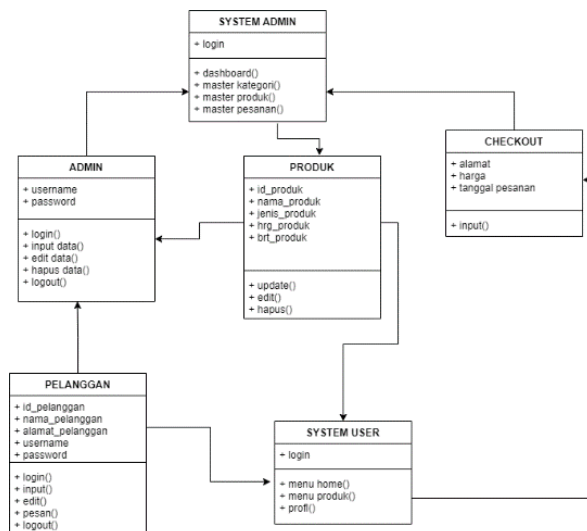 SYSTEM ADMIN
+ login
+ dashboard()
+ master kategori()
+ master produk()
+ master pesanan()
ADMIN
+ username
+ password
+ login()
+ input data()
+ edit data()
+ hapus data()
+ logout()
PRODUK
+ id_produk
+ nama_produk
+ jenis_produk
+ hrg_produk
+ brt_produk
+ update()
+ edit()
+ hapus()
CHECKOUT
+ alamat
+ harga
+ tanggal pesanan
+ input()
PELANGGAN
+ id_pelanggan
+ nama_pelanggan
+ alamat_pelanggan
+ username
+ password
+ login()
+ input()
+ edit()
+ pesan()
+ logout()
SYSTEM USER
+ login
+ menu home()
+ menu produk()
+ profl()